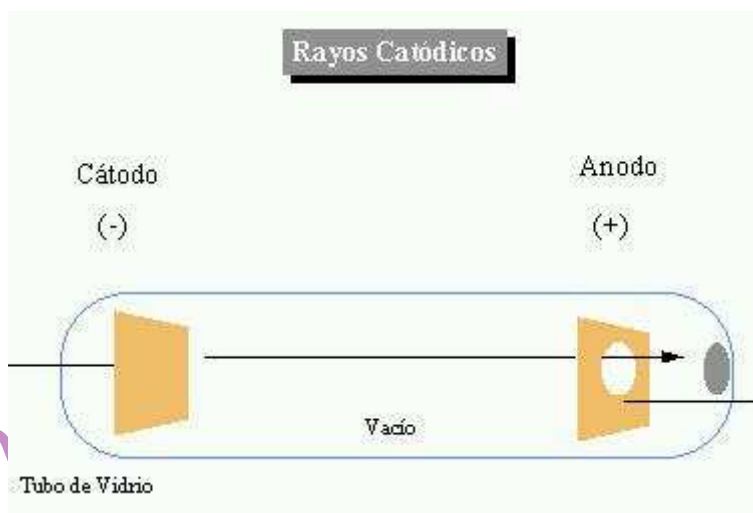 Rayos Catódicos
Cátodo
Anodo
(-)
(+)
Vacío
Tubo de Vidrio